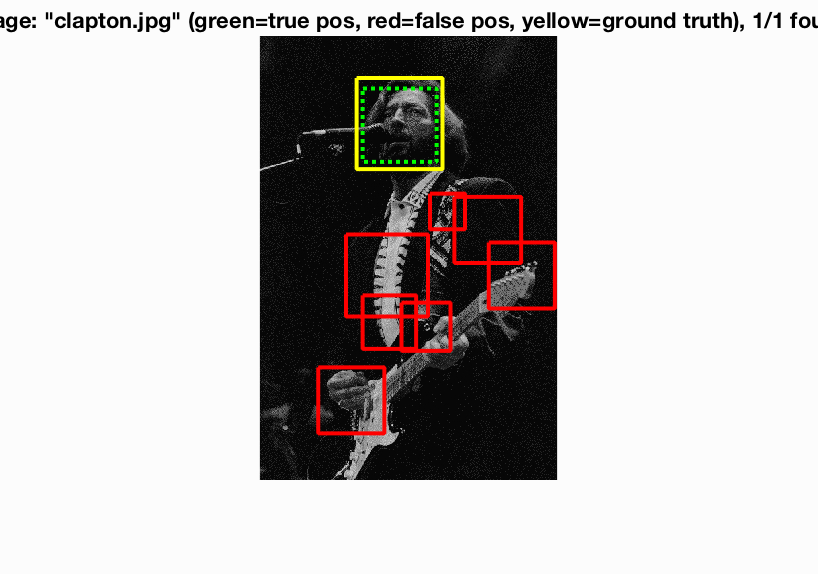 age: "clapton.jpg" (green=true pos, red=false pos, yellow=ground truth), 1/1 fou